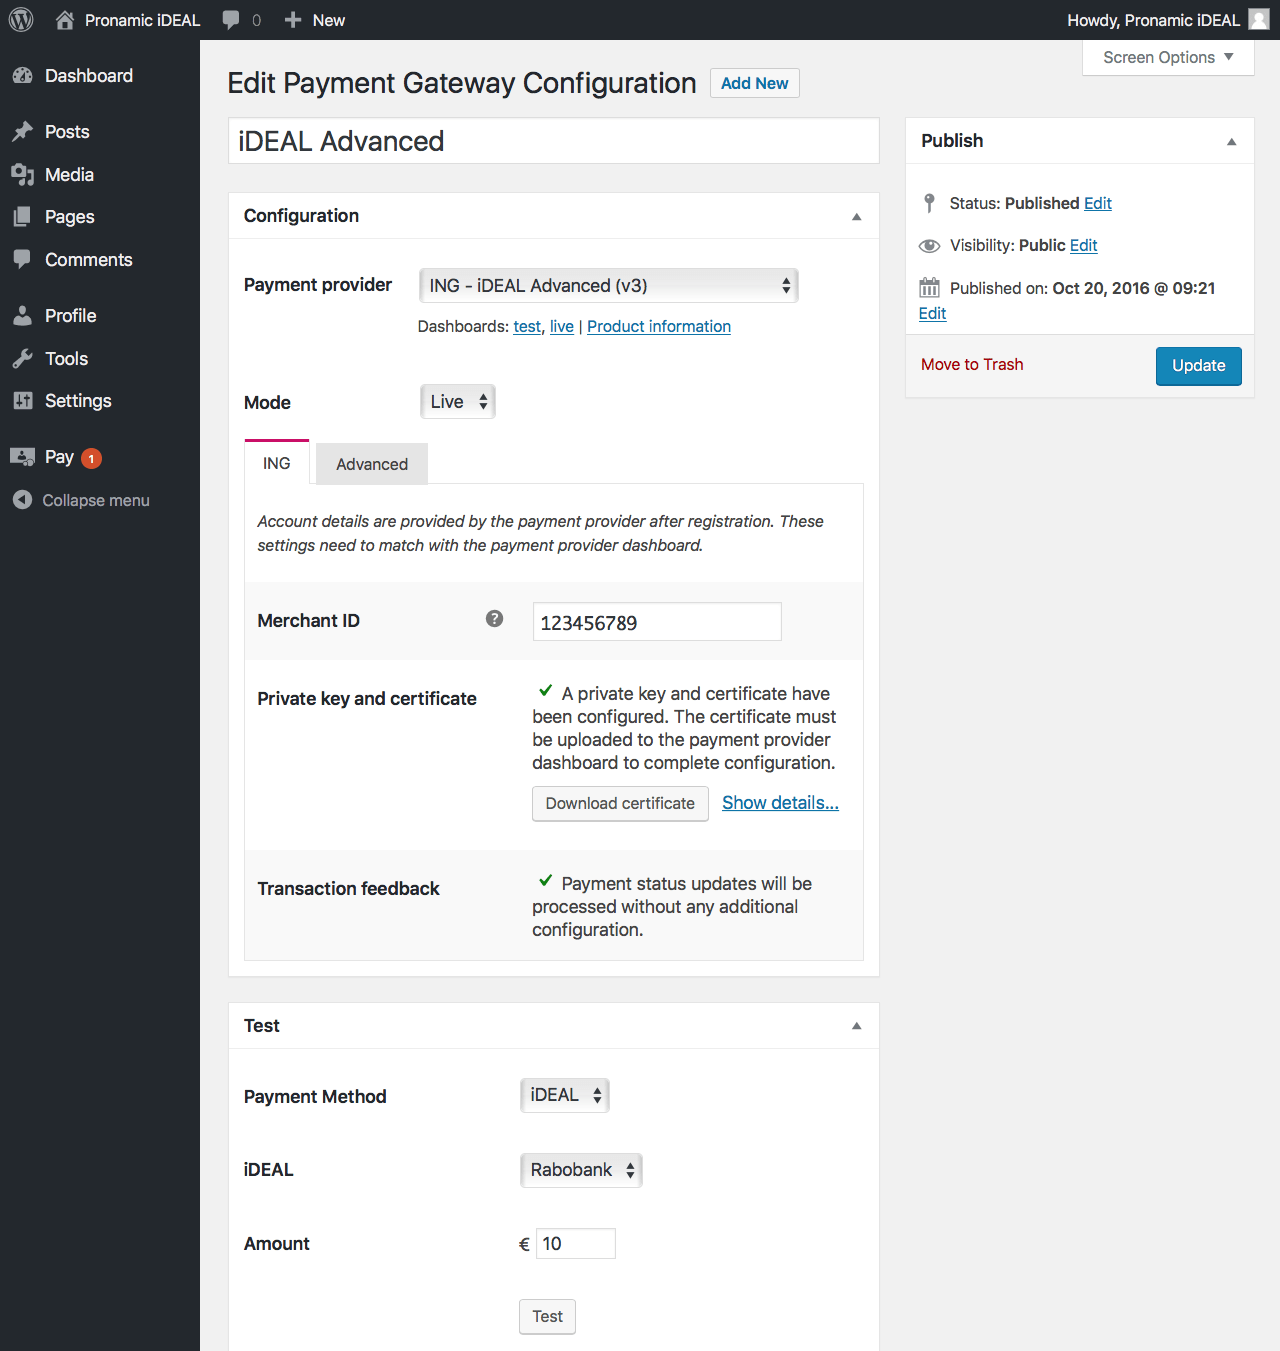 Pronamic iDEAL 0 New Howdy, Pronamic iDEAL
Screen Options
Dashboard
Posts
Media
Pages
Comments
Profile
Tools
Settings
Pay 1
Collapse menu
Edit Payment Gateway Configuration Add New
iDEAL Advanced
Configuration
Payment provider ING - iDEAL Advanced (v3)
Dashboards: test, live | Product information
Mode Live
ING Advanced
Account details are provided by the payment provider after registration. These
settings need to match with the payment provider dashboard.
Merchant ID ? 123456789
Private key and certificate
A private key and certificate have
been configured. The certificate must
be uploaded to the payment provider
dashboard to complete configuration.
Download certificate Show details...
Transaction feedback
Payment status updates will be
processed without any additional
configuration.
Test
Payment Method iDEAL
iDEAL Rabobank
Amount € 10
Test
Publish
Status: Published Edit
Visibility: Public Edit
Published on: Oct 20, 2016 @ 09:21
Edit
Move to Trash Update